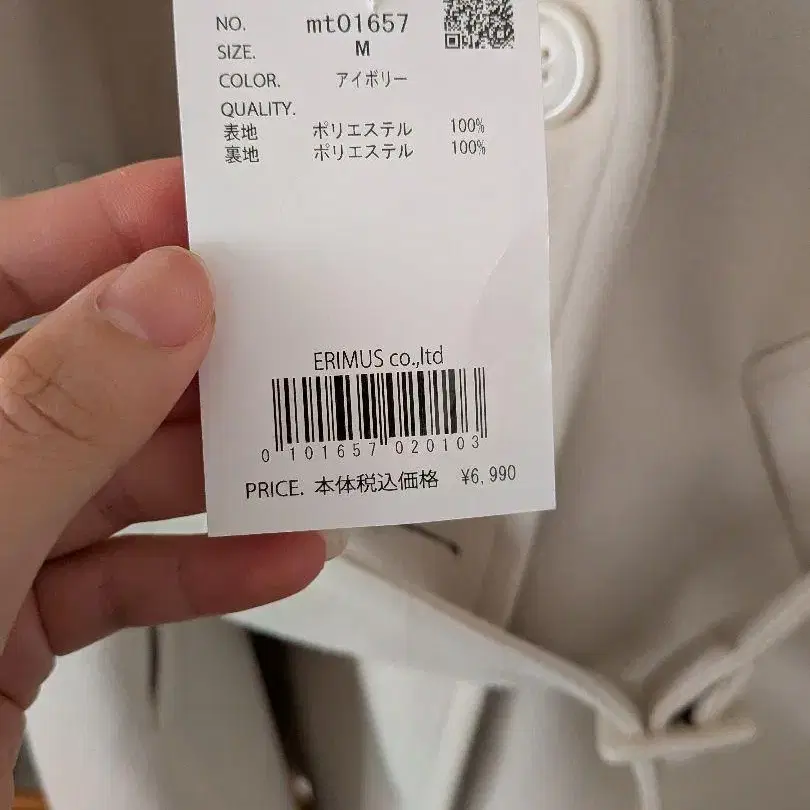 NO. mt01657
SIZE. M
COLOR. アイボリー
QUALITY.
表地 ポリエステル 100%
裏地 ポリエステル 100%
ERIMUS co.,ltd
0 101657 020103
PRICE. 本体税込価格 ¥6,990